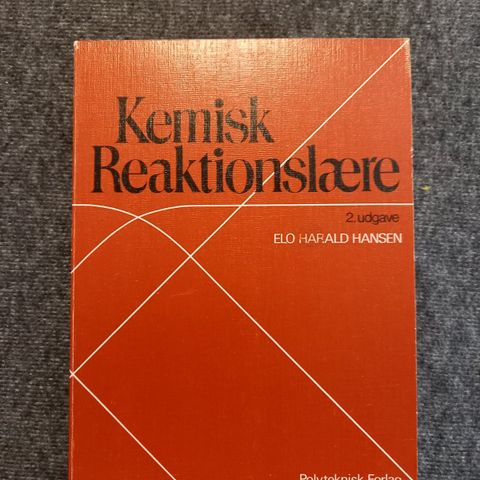 Kemisk
Reaktionslære
2. udgave
ELO HARALD HANSEN
Polyteknisk Forlag